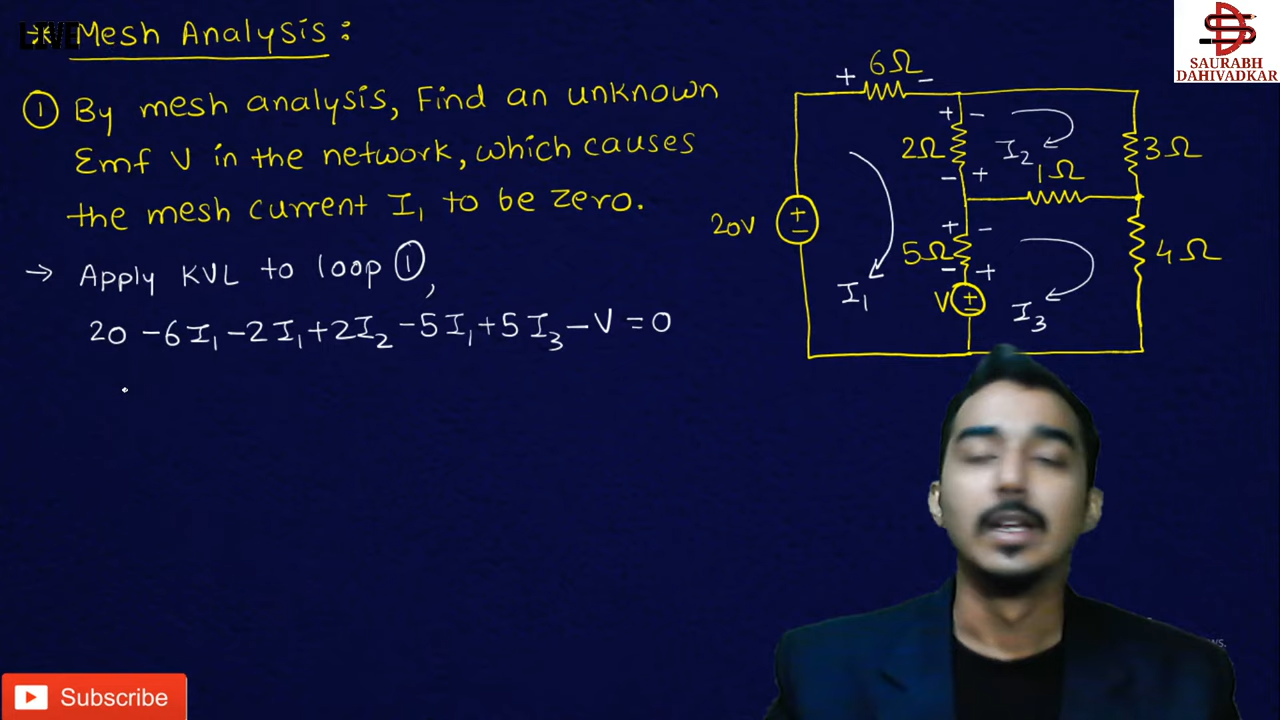 LIVE
* Mesh Analysis :
① By mesh analysis, Find an unknown
Emf V in the network, which causes
the mesh current I₁ to be zero.
→ Apply KVL to loop ①,
20 -6I₁ -2I₁ +2I₂ -5I₁ +5I₃ -V = 0
+ 6Ω -
+ -
2Ω
I₂
3Ω
- +
1Ω
20V
+
-
I₁
+ -
5Ω
4Ω
- +
V
+
-
I₃
SAURABH
DAHIVADKAR
Subscribe